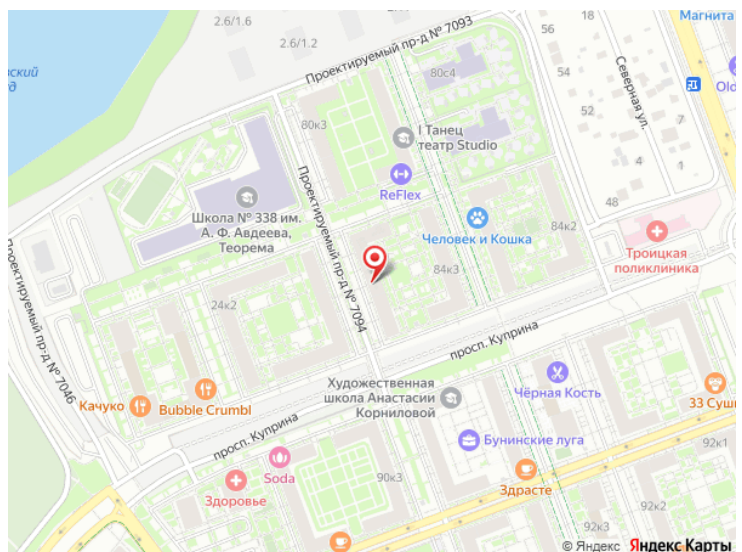 18
Магнита
2.6/1.6
2.6/1.2
Проектируемый пр-д № 7093
56
Северная ул.
80с4
54
Old
52
7
80к3
I Танец
театр Studio
4
1
ReFlex
48
Школа № 338 им.
А. Ф. Авдеева,
Теорема
Проектируемый пр-д № 7094
Человек и Кошка
84к2
Троицкая
поликлиника
84к3
Проектируемый пр-д № 7046
24к2
просп. Куприна
Художественная
школа Анастасии
Корниловой
Чёрная Кость
33 Суши
Качуко
Bubble Crumbl
просп. Куприна
Бунинские луга
92к1
Soda
90к3
Здоровье
Здрасте
92к3
© Яндекс Яндекс Карты